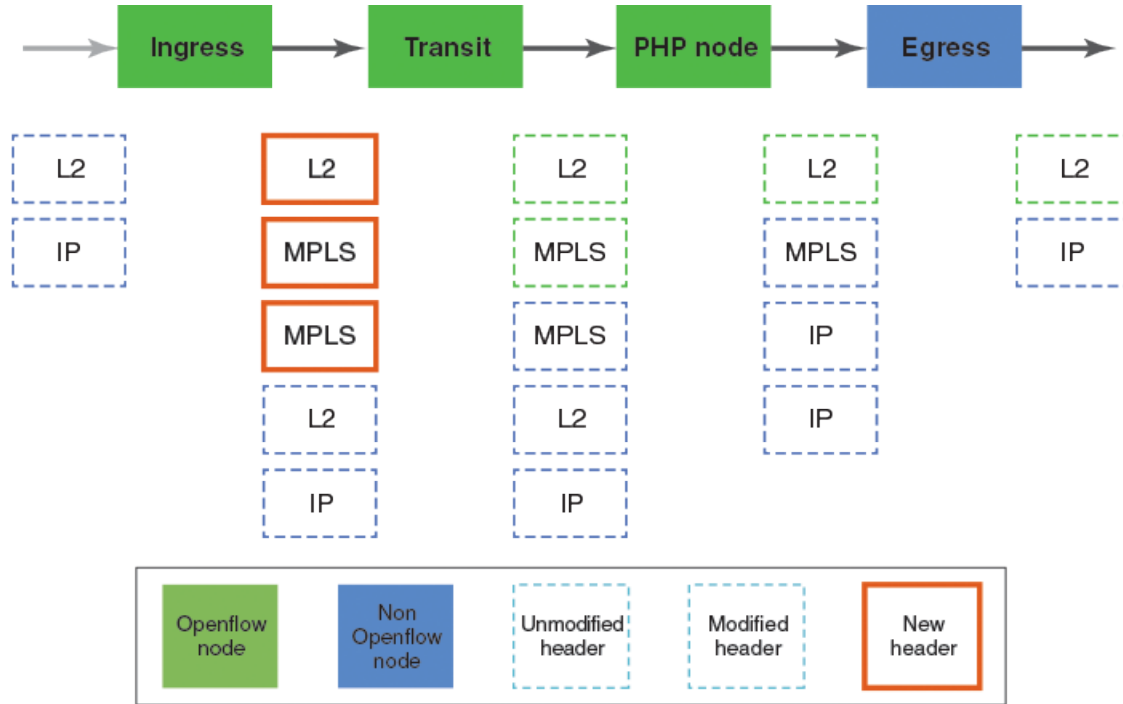 Ingress
Transit
PHP node
Egress
L2
L2
L2
L2
L2
IP
MPLS
MPLS
MPLS
IP
MPLS
MPLS
IP
L2
L2
IP
IP
IP
Openflow
node
Non
Openflow
node
Unmodified
header
Modified
header
New
header